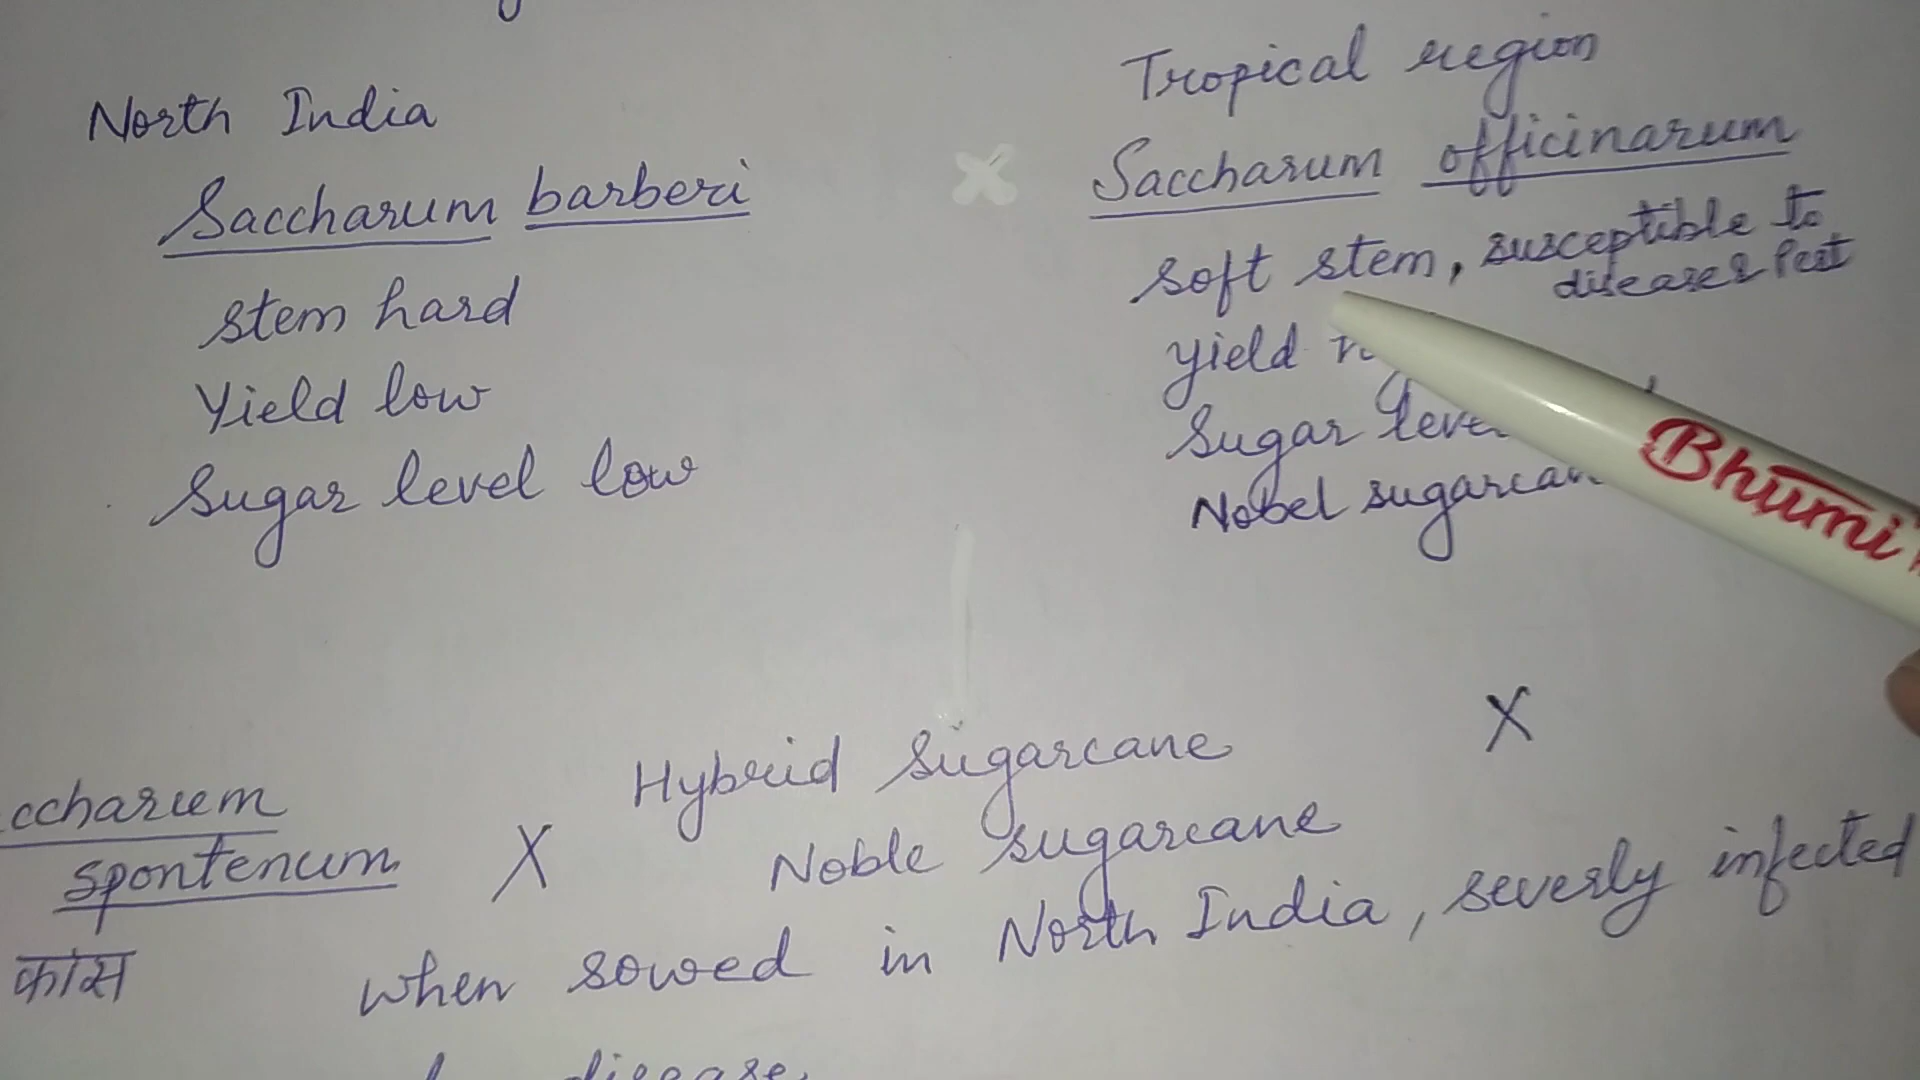 North India
Saccharum barberi
Stem hard
Yield low
Sugar level low
Tropical region
Saccharum officinarum
Soft stem, susceptible to
diseases & Pest
Yield
Sugar
Nobel
X
Bhumi
X
Hybrid Sugarcane
X
ccharum
spontenum
X
Noble sugarcane
कांस
when sowed in North India, severly infected
disease